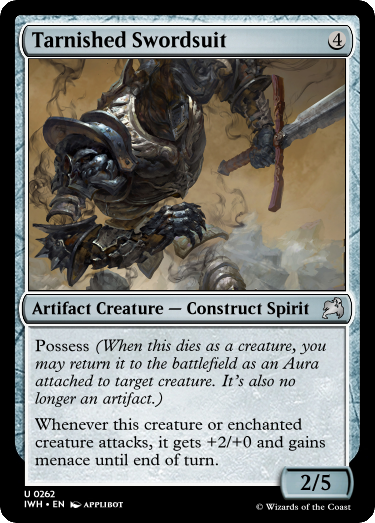 Tarnished Swordsuit 4
Artifact Creature — Construct Spirit
Possess (When this dies as a creature, you
may return it to the battlefield as an Aura
attached to target creature. It's also no
longer an artifact.)
Whenever this creature or enchanted
creature attacks, it gets +2/+0 and gains
menace until end of turn.
2/5
U 0262
IWH • EN APPLIBOT
© Wizards of the Coast